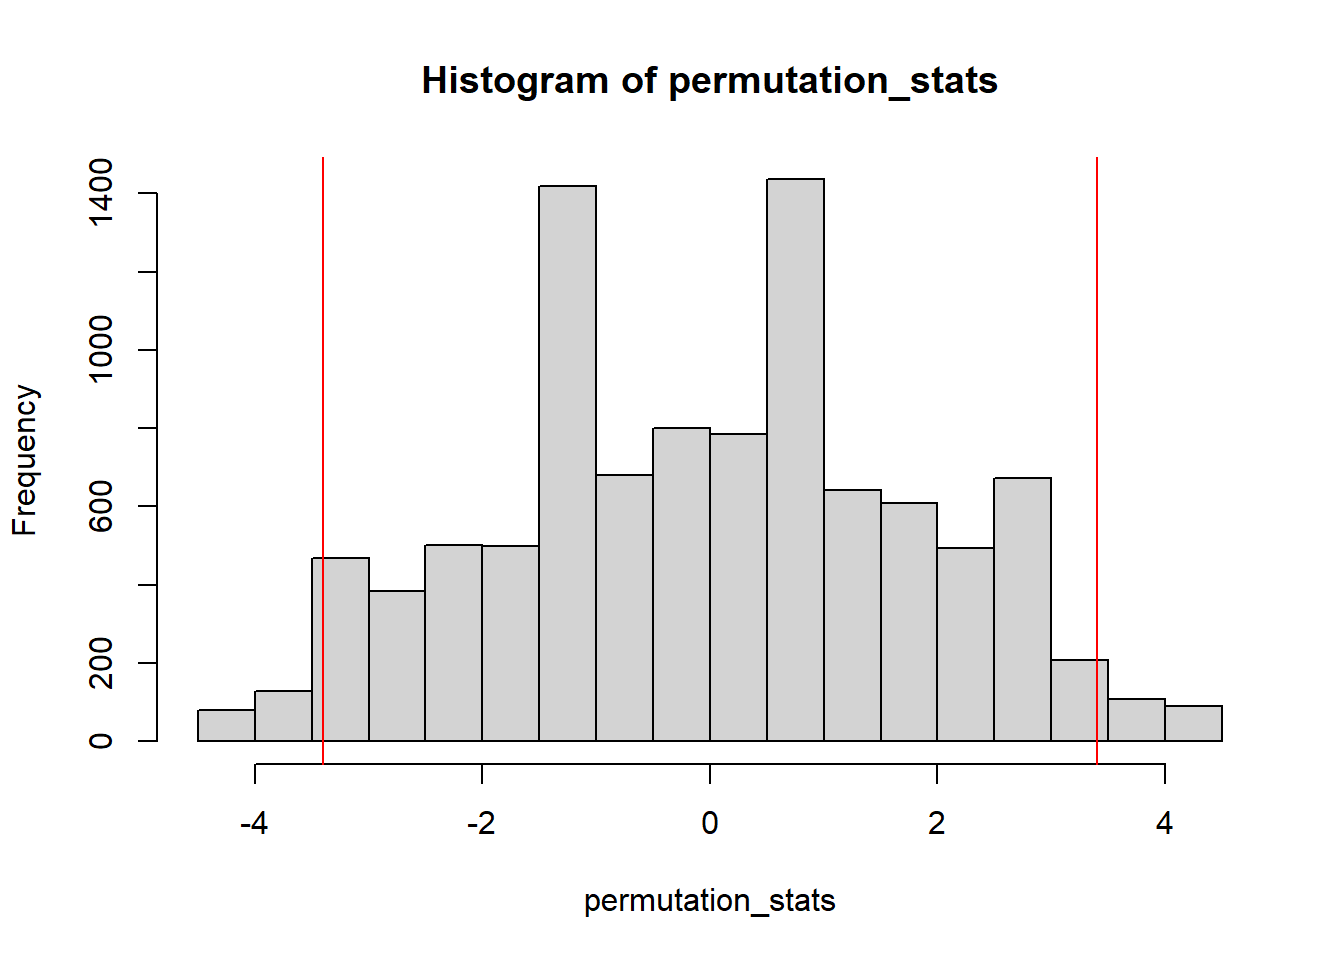 Histogram of permutation_stats
Frequency
1400
1000
600
200
0
-4 -2 0 2 4
permutation_stats